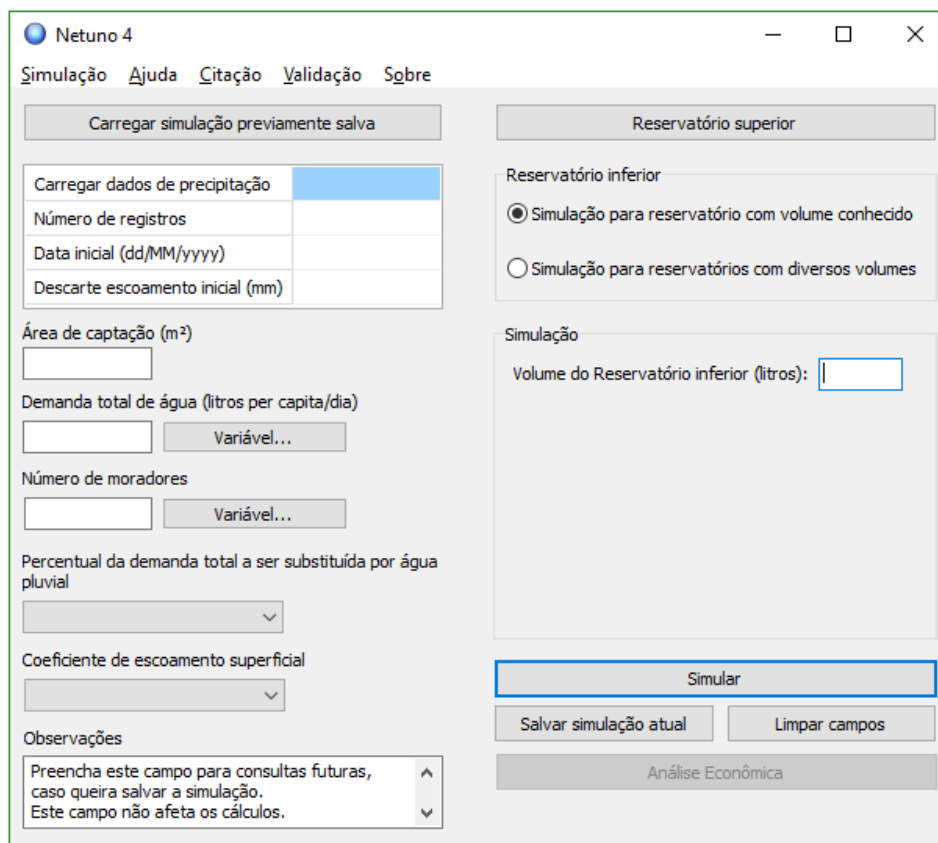 Netuno 4
Simulação Ajuda Citação Validação Sobre
Carregar simulação previamente salva
Carregar dados de precipitação
Número de registros
Data inicial (dd/MM/yyyy)
Descarte escoamento inicial (mm)
Área de captação (m²)
Demanda total de água (litros per capita/dia)
Variável...
Número de moradores
Variável...
Percentual da demanda total a ser substituída por água
pluvial
Coeficiente de escoamento superficial
Observações
Preencha este campo para consultas futuras,
caso queira salvar a simulação.
Este campo não afeta os cálculos.
Reservatório superior
Reservatório inferior
Simulação para reservatório com volume conhecido
Simulação para reservatórios com diversos volumes
Simulação
Volume do Reservatório inferior (litros):
Simular
Salvar simulação atual
Limpar campos
Análise Econômica